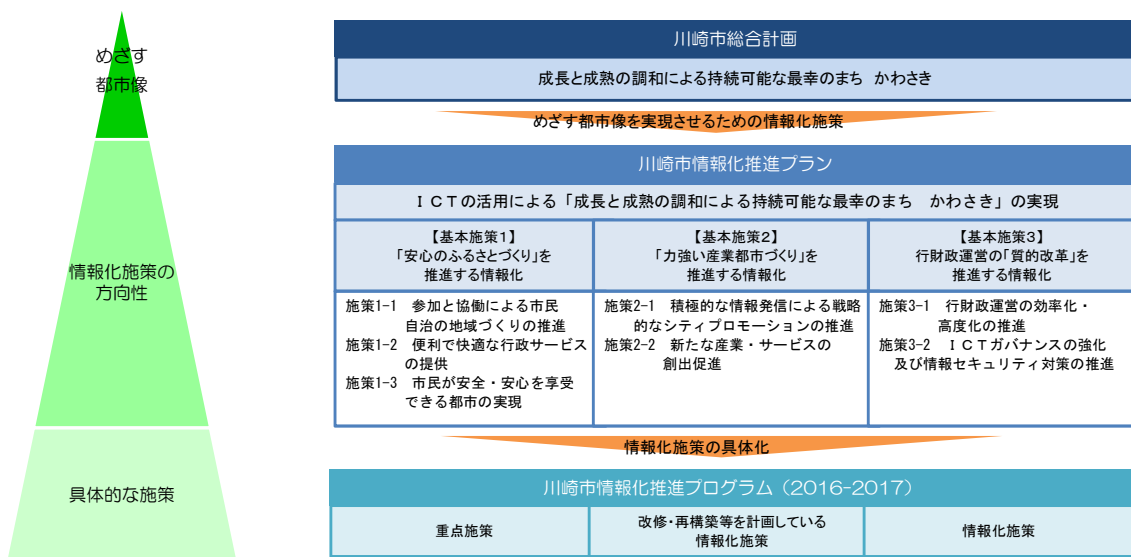 めざす
都市像
情報化施策の
方向性
具体的な施策
川崎市総合計画
成長と成熟の調和による持続可能な最幸のまち　かわさき
めざす都市像を実現させるための情報化施策
川崎市情報化推進プラン
ＩＣＴの活用による「成長と成熟の調和による持続可能な最幸のまち　かわさき」の実現
【基本施策１】
「安心のふるさとづくり」を
推進する情報化
施策1-1　参加と協働による市民
自治の地域づくりの推進
施策1-2　便利で快適な行政サービス
の提供
施策1-3　市民が安全・安心を享受
できる都市の実現
【基本施策２】
「力強い産業都市づくり」を
推進する情報化
施策2-1　積極的な情報発信による戦略
的なシティプロモーションの推進
施策2-2　新たな産業・サービスの
創出促進
【基本施策３】
行財政運営の「質的改革」を
推進する情報化
施策3-1　行財政運営の効率化・
高度化の推進
施策3-2　ＩＣＴガバナンスの強化
及び情報セキュリティ対策の推進
情報化施策の具体化
川崎市情報化推進プログラム（2016-2017）
重点施策
改修・再構築等を計画している
情報化施策
情報化施策